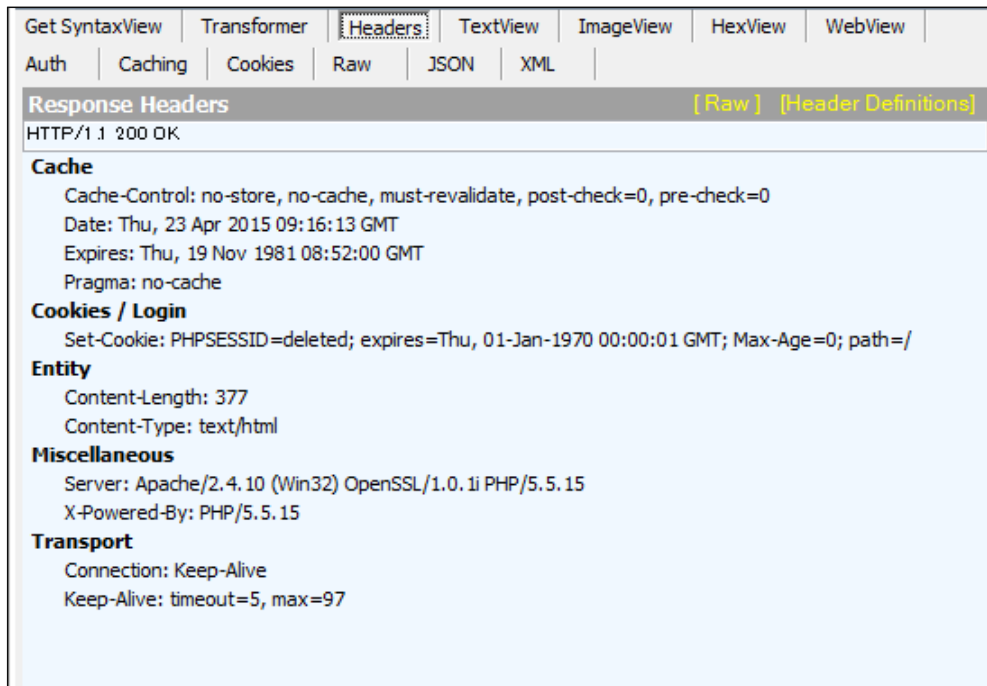 Get SyntaxView Transformer Headers TextView ImageView HexView WebView
Auth Caching Cookies Raw JSON XML
Response Headers [ Raw ] [Header Definitions]
HTTP/1.1 200 OK
Cache
Cache-Control: no-store, no-cache, must-revalidate, post-check=0, pre-check=0
Date: Thu, 23 Apr 2015 09:16:13 GMT
Expires: Thu, 19 Nov 1981 08:52:00 GMT
Pragma: no-cache
Cookies / Login
Set-Cookie: PHPSESSID=deleted; expires=Thu, 01-Jan-1970 00:00:01 GMT; Max-Age=0; path=/
Entity
Content-Length: 377
Content-Type: text/html
Miscellaneous
Server: Apache/2.4.10 (Win32) OpenSSL/1.0.1i PHP/5.5.15
X-Powered-By: PHP/5.5.15
Transport
Connection: Keep-Alive
Keep-Alive: timeout=5, max=97